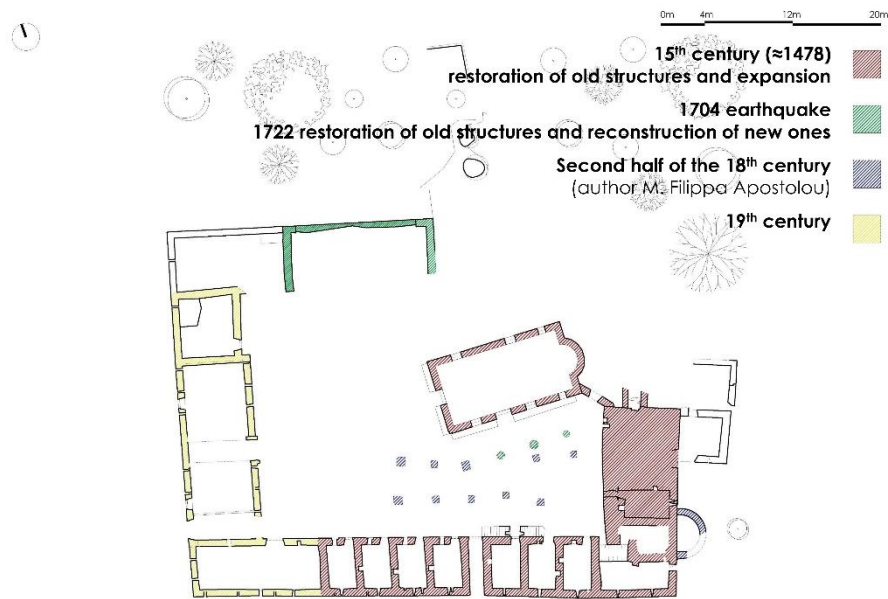 0m 4m 12m 20m
15th century (≈1478)
restoration of old structures and expansion
1704 earthquake
1722 restoration of old structures and reconstruction of new ones
Second half of the 18th century
(author M. Filippa Apostolou)
19th century